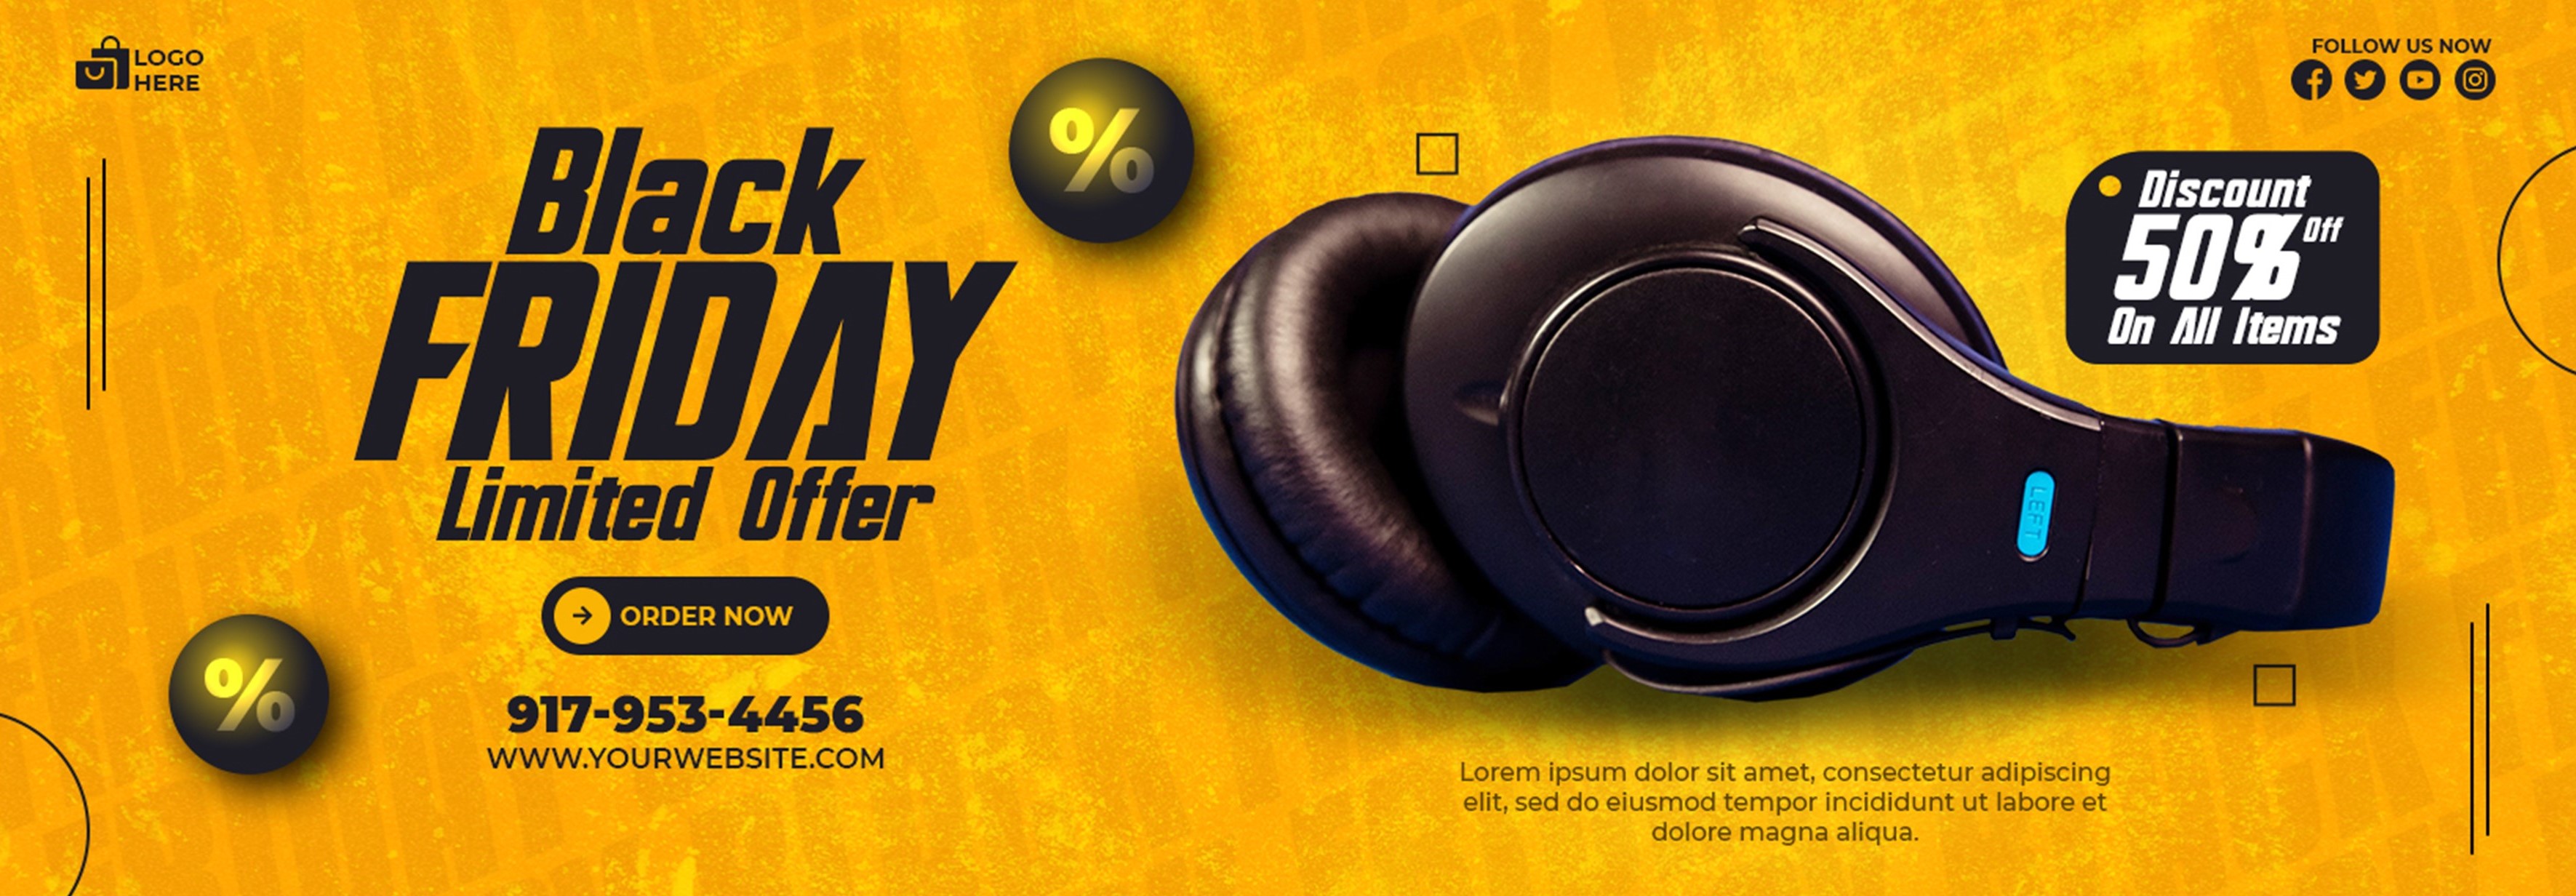 LOGO
HERE
FOLLOW US NOW
Black
FRIDAY
Limited Offer
%
Discount
50% Off
On All Items
LEFT
ORDER NOW
%
917-953-4456
WWW.YOURWEBSITE.COM
Lorem ipsum dolor sit amet, consectetur adipiscing
elit, sed do eiusmod tempor incididunt ut labore et
dolore magna aliqua.